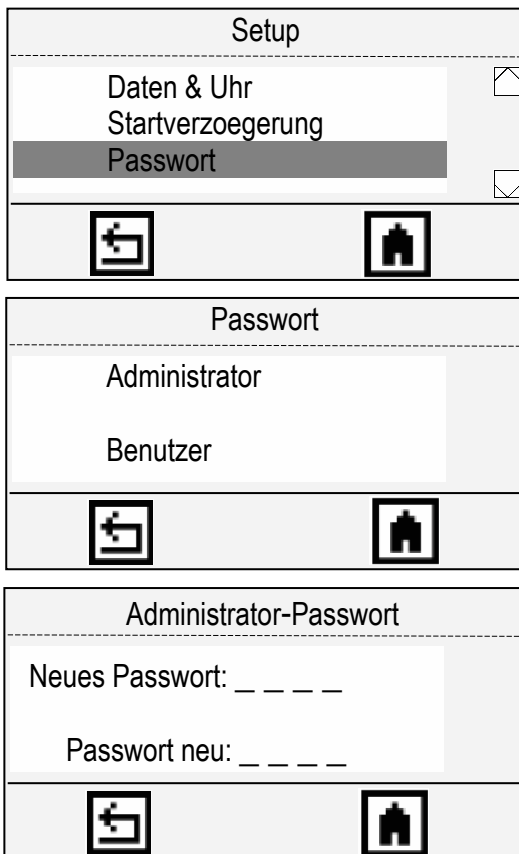 Setup
Daten & Uhr
Startverzoegerung
Passwort
Passwort
Administrator
Benutzer
Administrator-Passwort
Neues Passwort: _ _ _ _
Passwort neu: _ _ _ _